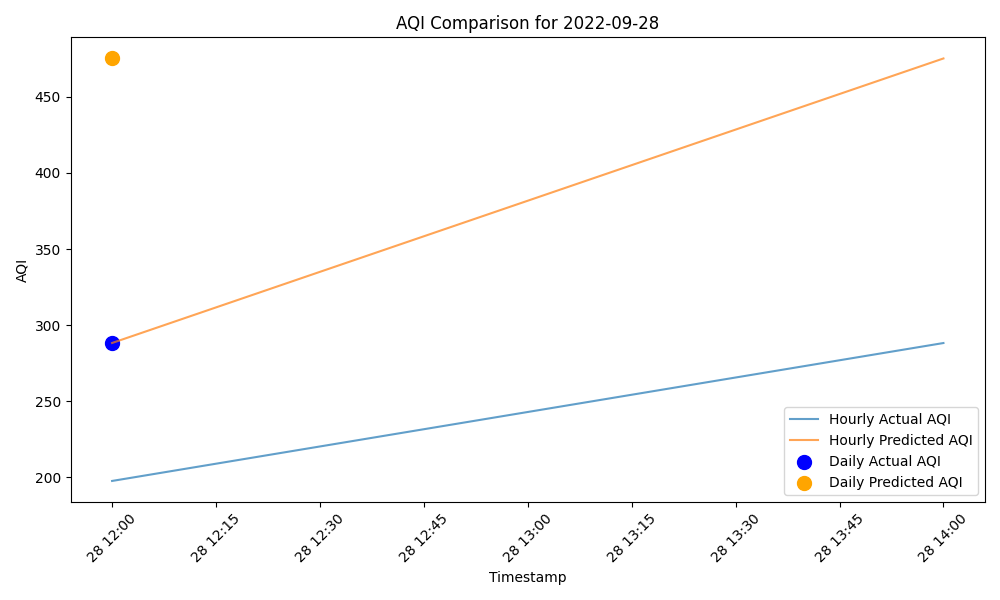 AQI Comparison for 2022-09-28
AQI
450
400
350
300
250
200
Hourly Actual AQI
Hourly Predicted AQI
Daily Actual AQI
Daily Predicted AQI
28 12:00
28 12:15
28 12:30
28 12:45
28 13:00
28 13:15
28 13:30
28 13:45
28 14:00
Timestamp